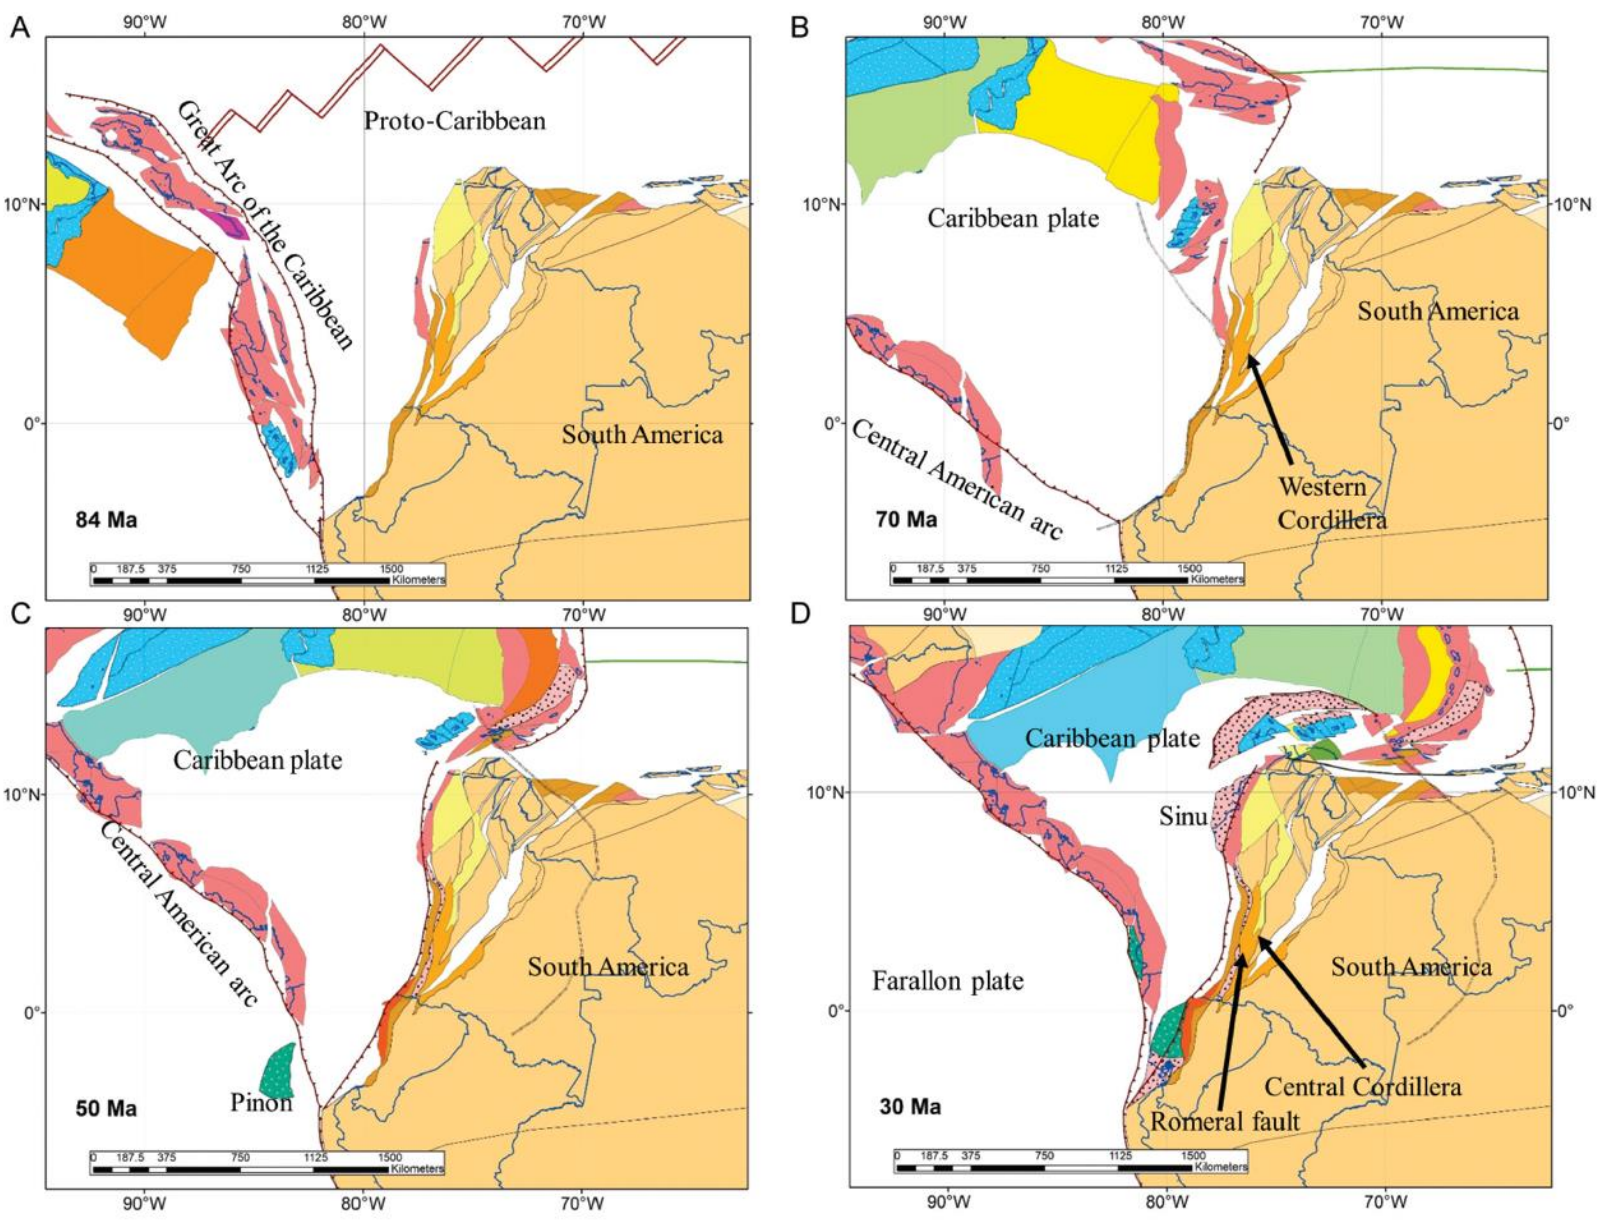 A
90°W 80°W 70°W
Great Arc of the Caribbean
Proto-Caribbean
10°N
0°
South America
84 Ma
0 187.5 375 750 1125 1500
Kilometers
90°W 80°W 70°W
B
90°W 80°W 70°W
Caribbean plate
10°N
10°N
South America
0°
0°
Central American arc
Western
Cordillera
70 Ma
0 187.5 375 750 1125 1500
Kilometers
90°W 80°W 70°W
C
Caribbean plate
10°N
Central American arc
South America
0°
Pinon
50 Ma
0 187.5 375 750 1125 1500
Kilometers
90°W 80°W 70°W
D
Caribbean plate
10°N
10°N
Sinu
Farallon plate
South America
0°
0°
Central Cordillera
Romeral fault
30 Ma
0 187.5 375 750 1125 1500
Kilometers
90°W 80°W 70°W